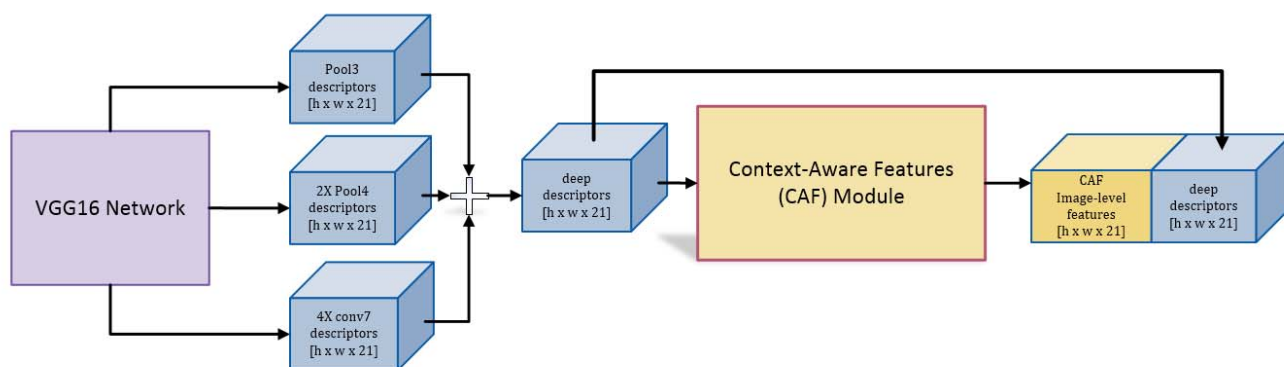 VGG16 Network
Pool3
descriptors
[h x w x 21]
2X Pool4
descriptors
[h x w x 21]
4X conv7
descriptors
[h x w x 21]
deep
descriptors
[h x w x 21]
Context-Aware Features
(CAF) Module
CAF
Image-level
features
[h x w x 21]
deep
descriptors
[h x w x 21]